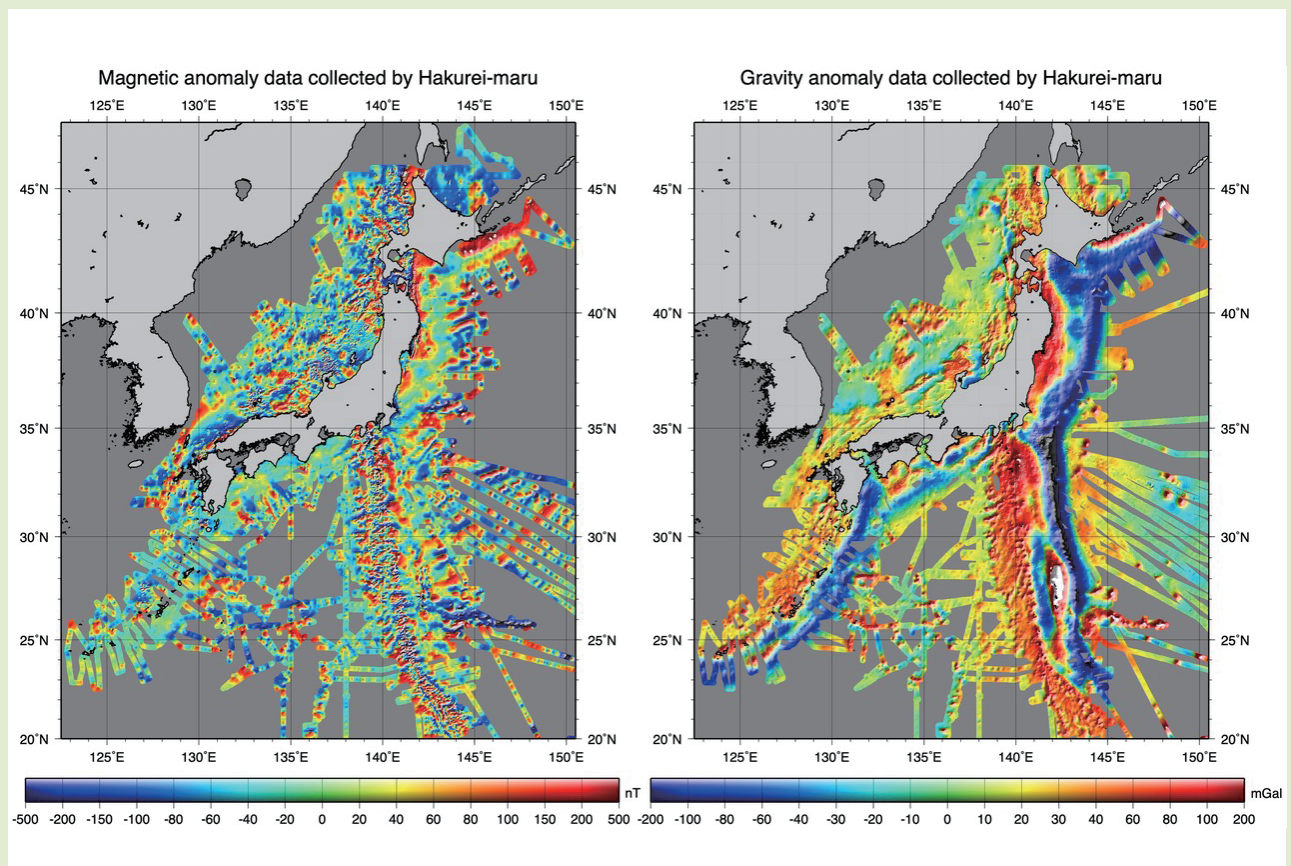 Magnetic anomaly data collected by Hakurei-maru
125˚E 130˚E 135˚E 140˚E 145˚E 150˚E
45˚N 45˚N
40˚N 40˚N
35˚N 35˚N
30˚N 30˚N
25˚N 25˚N
20˚N 20˚N
125˚E 130˚E 135˚E 140˚E 145˚E 150˚E
nT
-500 -200 -150 -100 -80 -60 -40 -20 0 20 40 60 80 100 150 200 500
Gravity anomaly data collected by Hakurei-maru
125˚E 130˚E 135˚E 140˚E 145˚E 150˚E
45˚N 45˚N
40˚N 40˚N
35˚N 35˚N
30˚N 30˚N
25˚N 25˚N
20˚N 20˚N
125˚E 130˚E 135˚E 140˚E 145˚E 150˚E
mGal
-200 -100 -80 -60 -40 -30 -20 -10 0 10 20 30 40 60 80 100 200